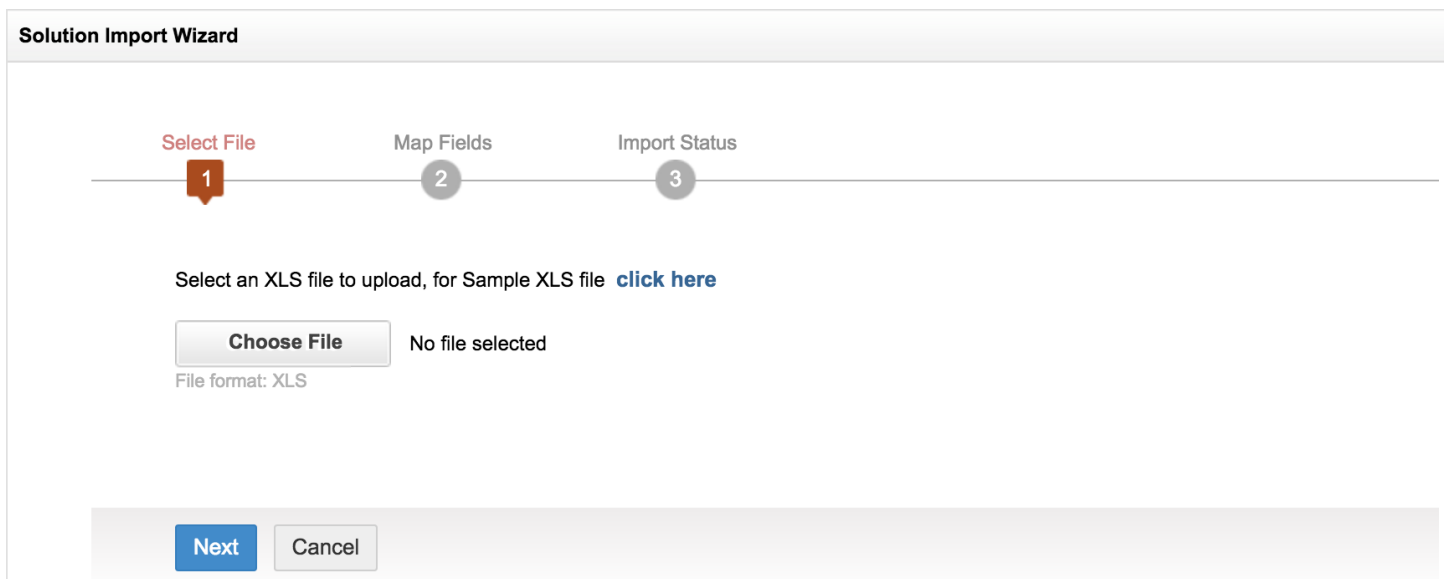 Solution Import Wizard
Select File Map Fields Import Status
1 2 3
Select an XLS file to upload, for Sample XLS file click here
Choose File No file selected
File format: XLS
Next Cancel